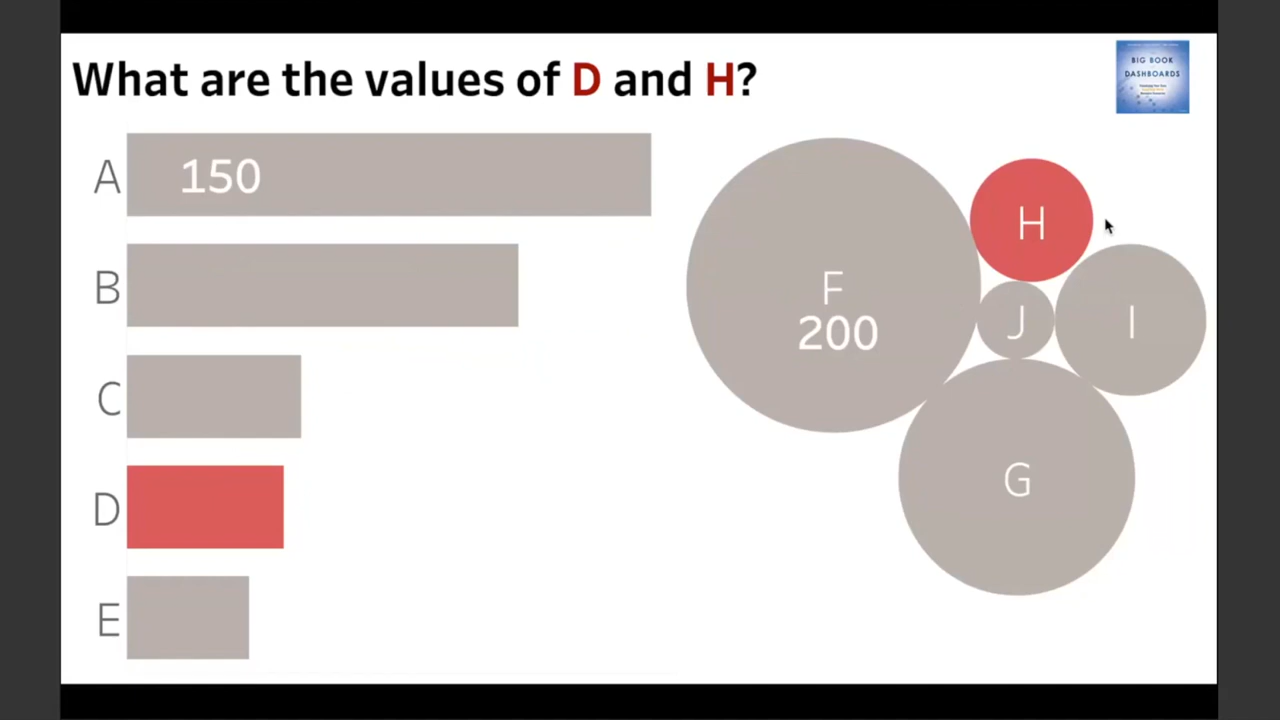 What are the values of D and H?
BIG BOOK
DASHBOARDS
A 150
B
C
D
E
F
200
H
J
I
G